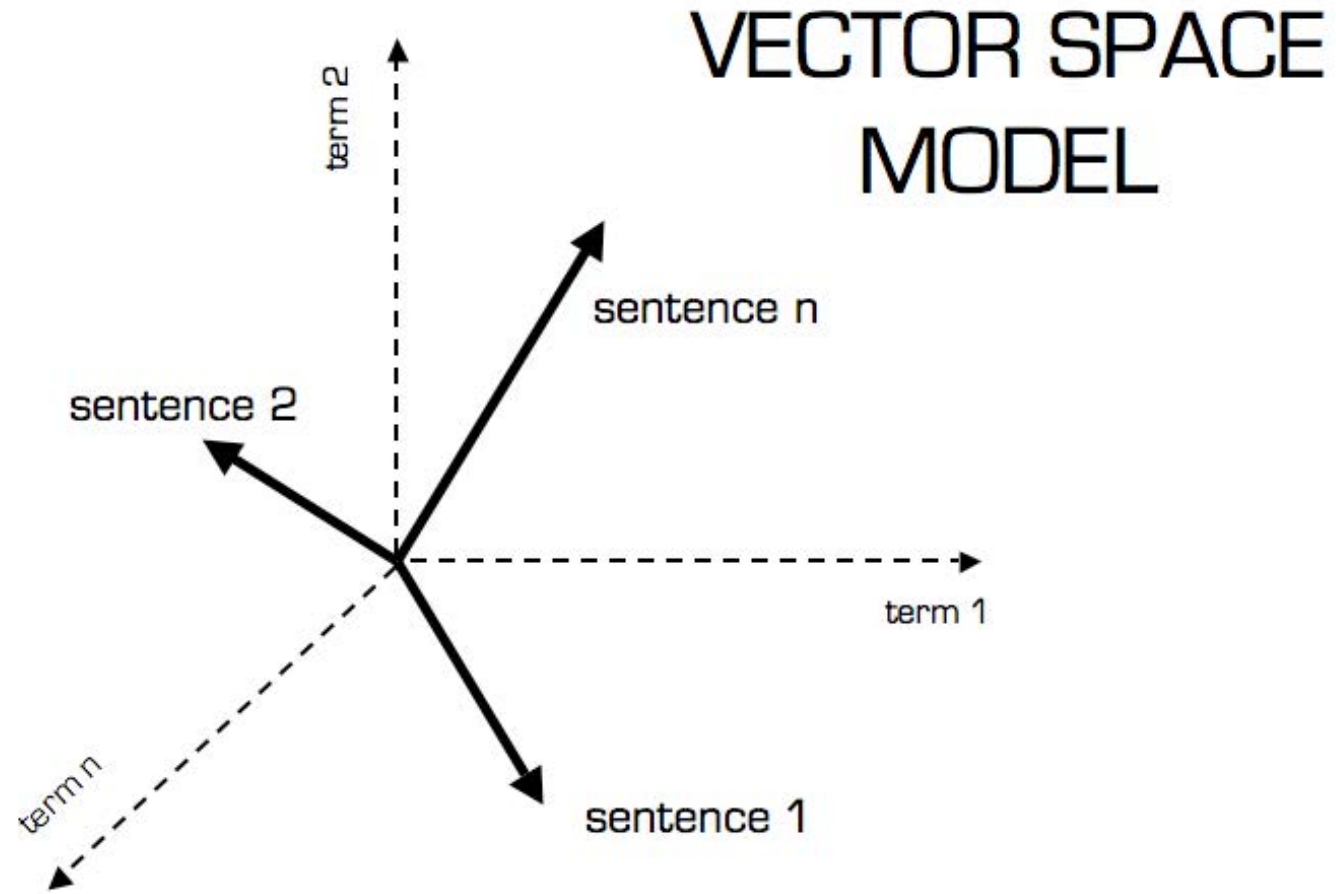 VECTOR SPACE
MODEL
term 2
sentence n
sentence 2
term 1
term n
sentence 1